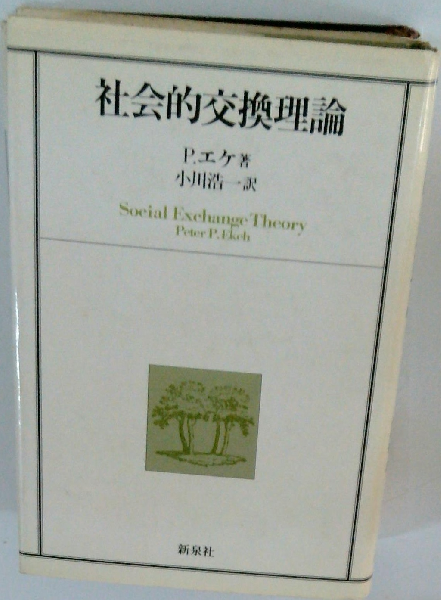 社会的交換理論
P.エケ著
小川浩一訳
Social Exchange Theory
Peter P. Ekeh
新泉社